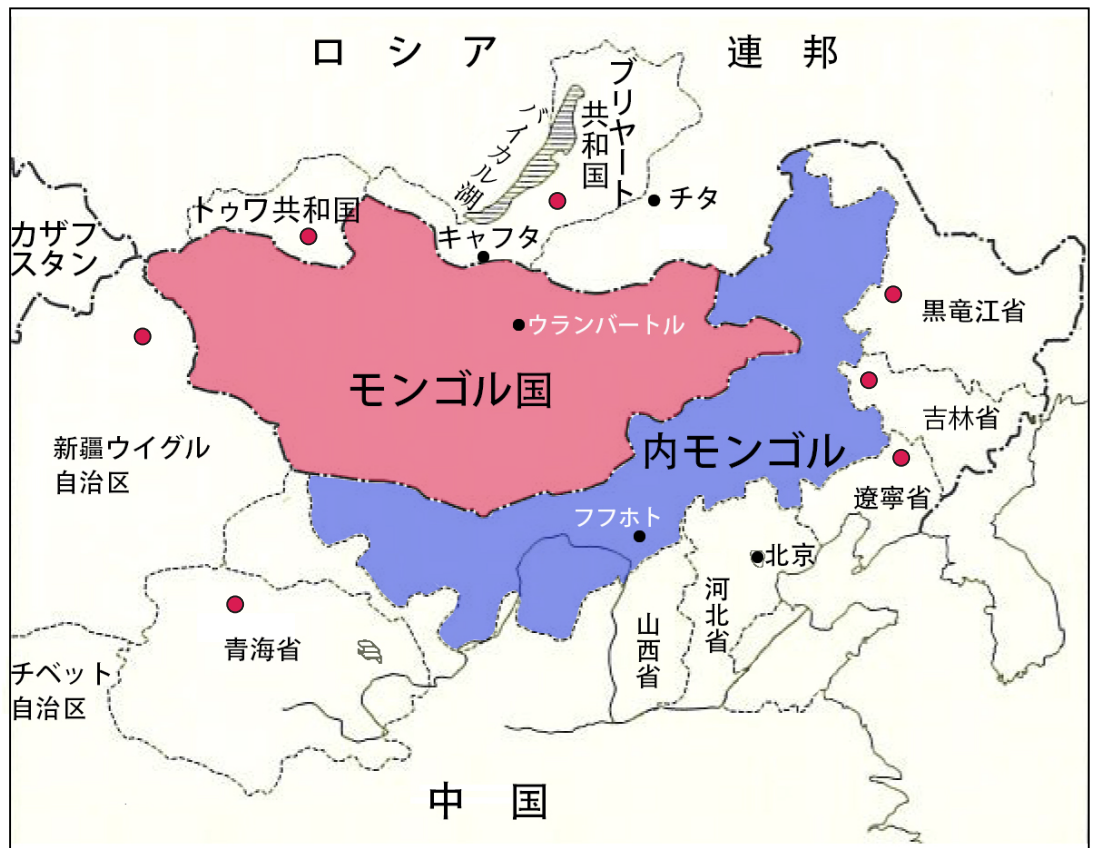 ロシア連邦
ブリヤート
共和国
バイカル湖
トゥワ共和国
チタ
カザフ
スタン
キャフタ
黒竜江省
ウランバートル
モンゴル国
吉林省
新疆ウイグル
自治区
内モンゴル
遼寧省
フフホト
北京
河北省
山西省
青海省
チベット
自治区
中国